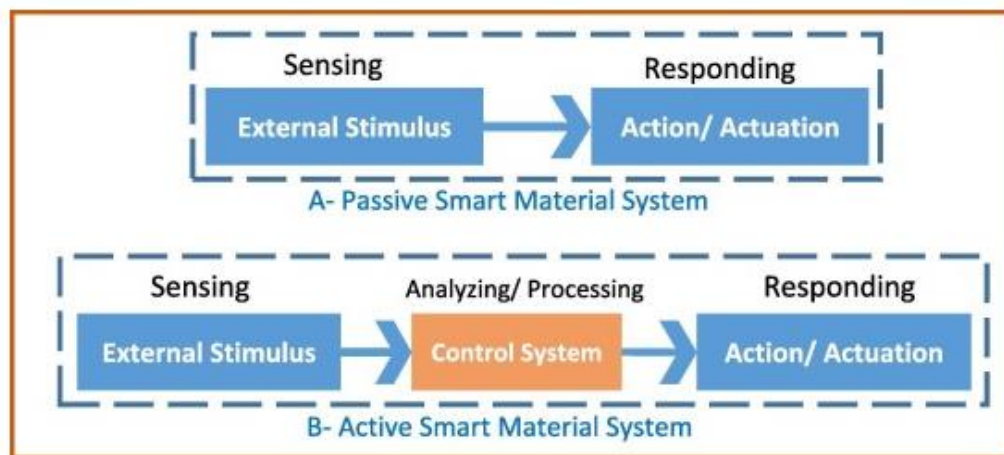 Sensing Responding
External Stimulus Action/ Actuation
A- Passive Smart Material System
Sensing Analyzing/ Processing Responding
External Stimulus Control System Action/ Actuation
B- Active Smart Material System